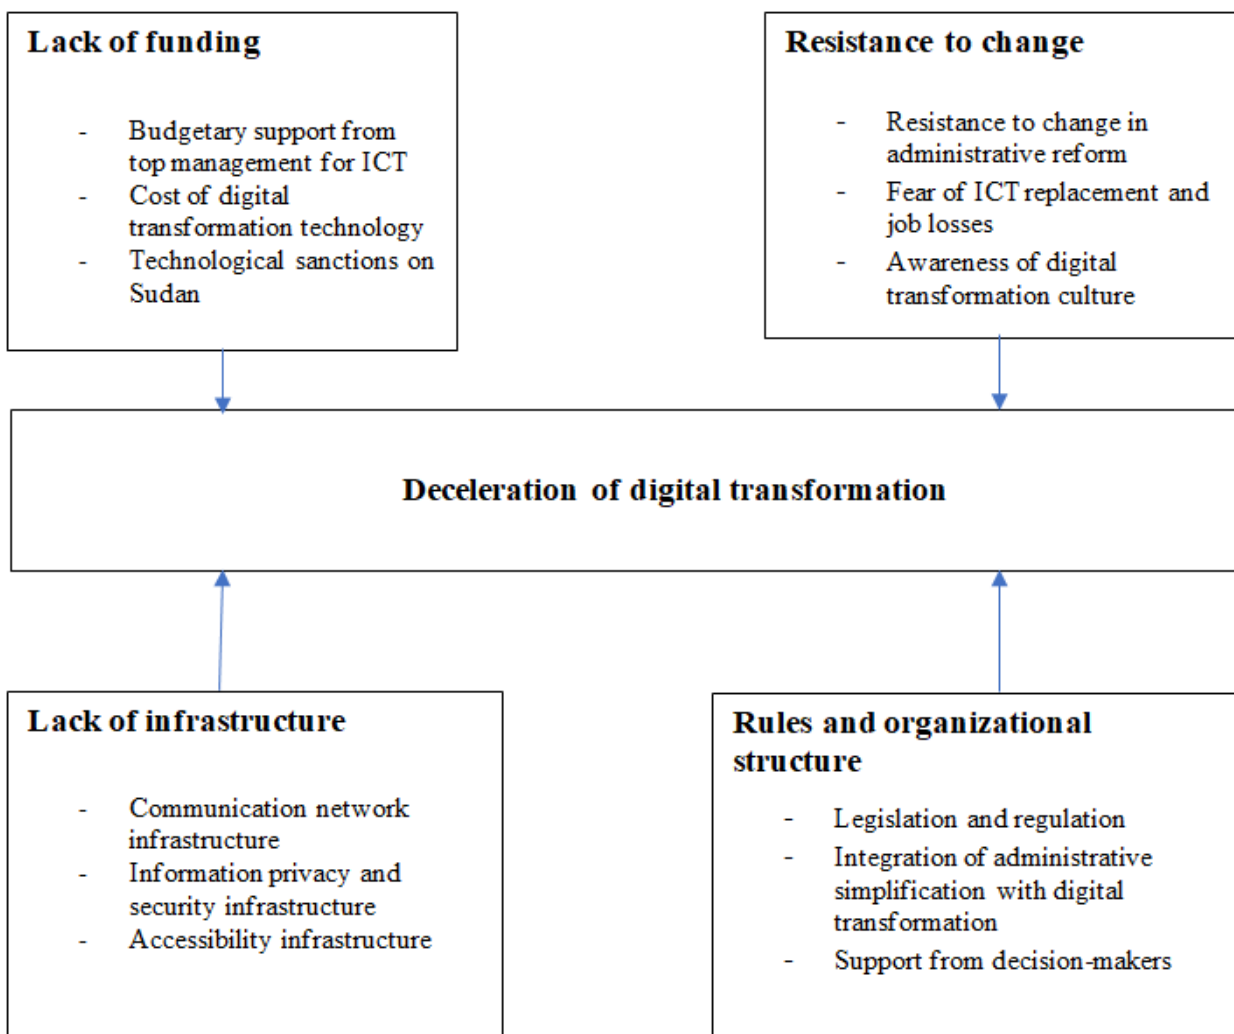 Lack of funding
- Budgetary support from
top management for ICT
- Cost of digital
transformation technology
- Technological sanctions on
Sudan
Resistance to change
- Resistance to change in
administrative reform
- Fear of ICT replacement and
job losses
- Awareness of digital
transformation culture
Deceleration of digital transformation
Lack of infrastructure
- Communication network
infrastructure
- Information privacy and
security infrastructure
- Accessibility infrastructure
Rules and organizational
structure
- Legislation and regulation
- Integration of administrative
simplification with digital
transformation
- Support from decision-makers